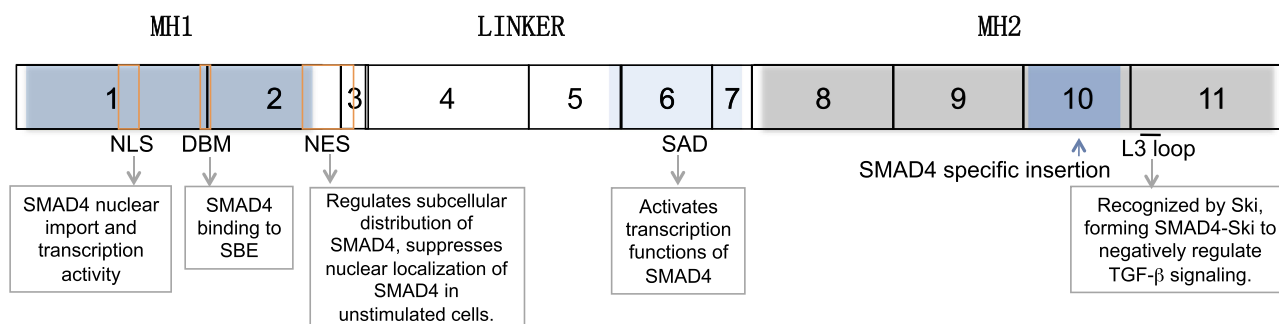 MH1 LINKER MH2
1 2 3 4 5 6 7 8 9 10 11
NLS DBM NES SAD L3 loop
SMAD4 specific insertion
SMAD4 nuclear
import and
transcription
activity
SMAD4
binding to
SBE
Regulates subcellular
distribution of
SMAD4, suppresses
nuclear localization of
SMAD4 in
unstimulated cells.
Activates
transcription
functions of
SMAD4
Recognized by Ski,
forming SMAD4-Ski to
negatively regulate
TGF-β signaling.